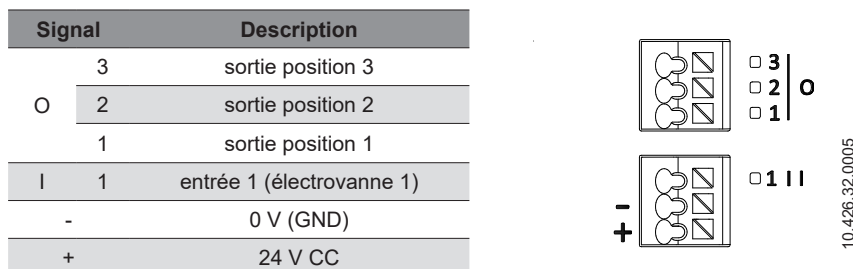 Signal Description
3 sortie position 3
O 2 sortie position 2
1 sortie position 1
I 1 entrée 1 (électrovanne 1)
- 0 V (GND)
+ 24 V CC
3
2 O
1
1 I
-
+
10.426.32.0005